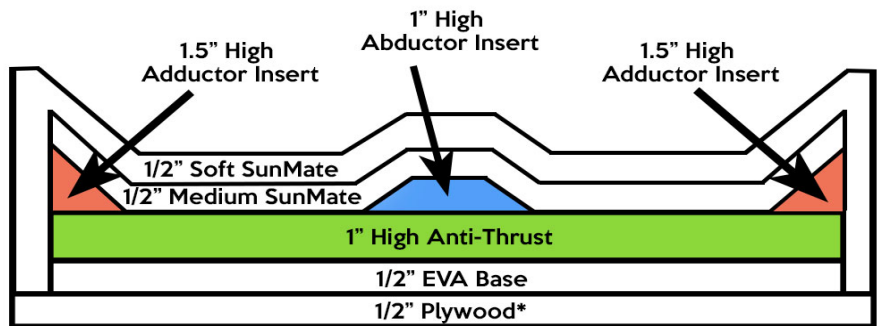 1.5” High
Adductor Insert
1” High
Abductor Insert
1.5” High
Adductor Insert
1/2” Soft SunMate
1/2” Medium SunMate
1” High Anti-Thrust
1/2” EVA Base
1/2” Plywood*